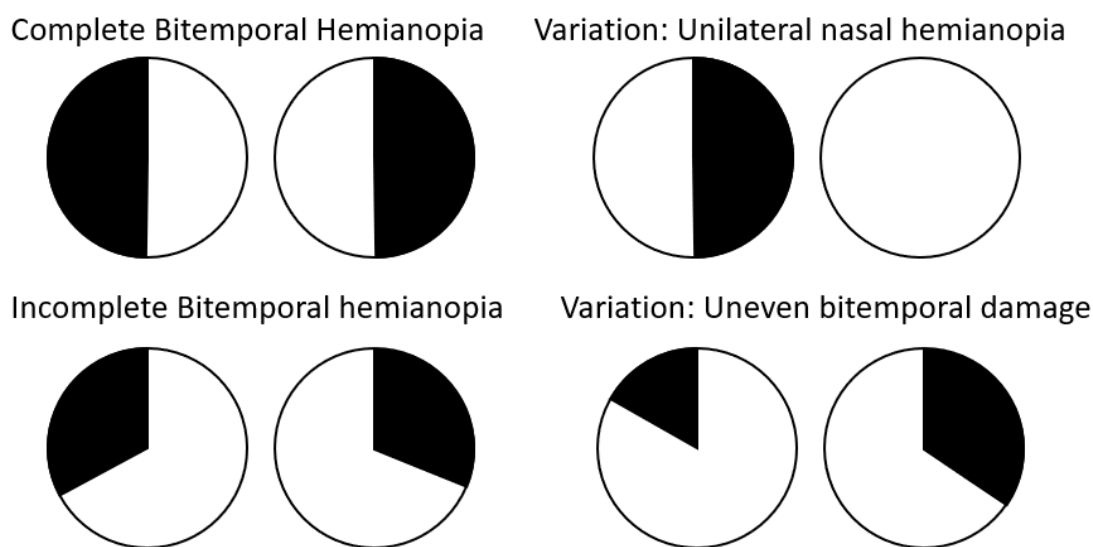 Complete Bitemporal Hemianopia
Variation: Unilateral nasal hemianopia
Incomplete Bitemporal hemianopia
Variation: Uneven bitemporal damage